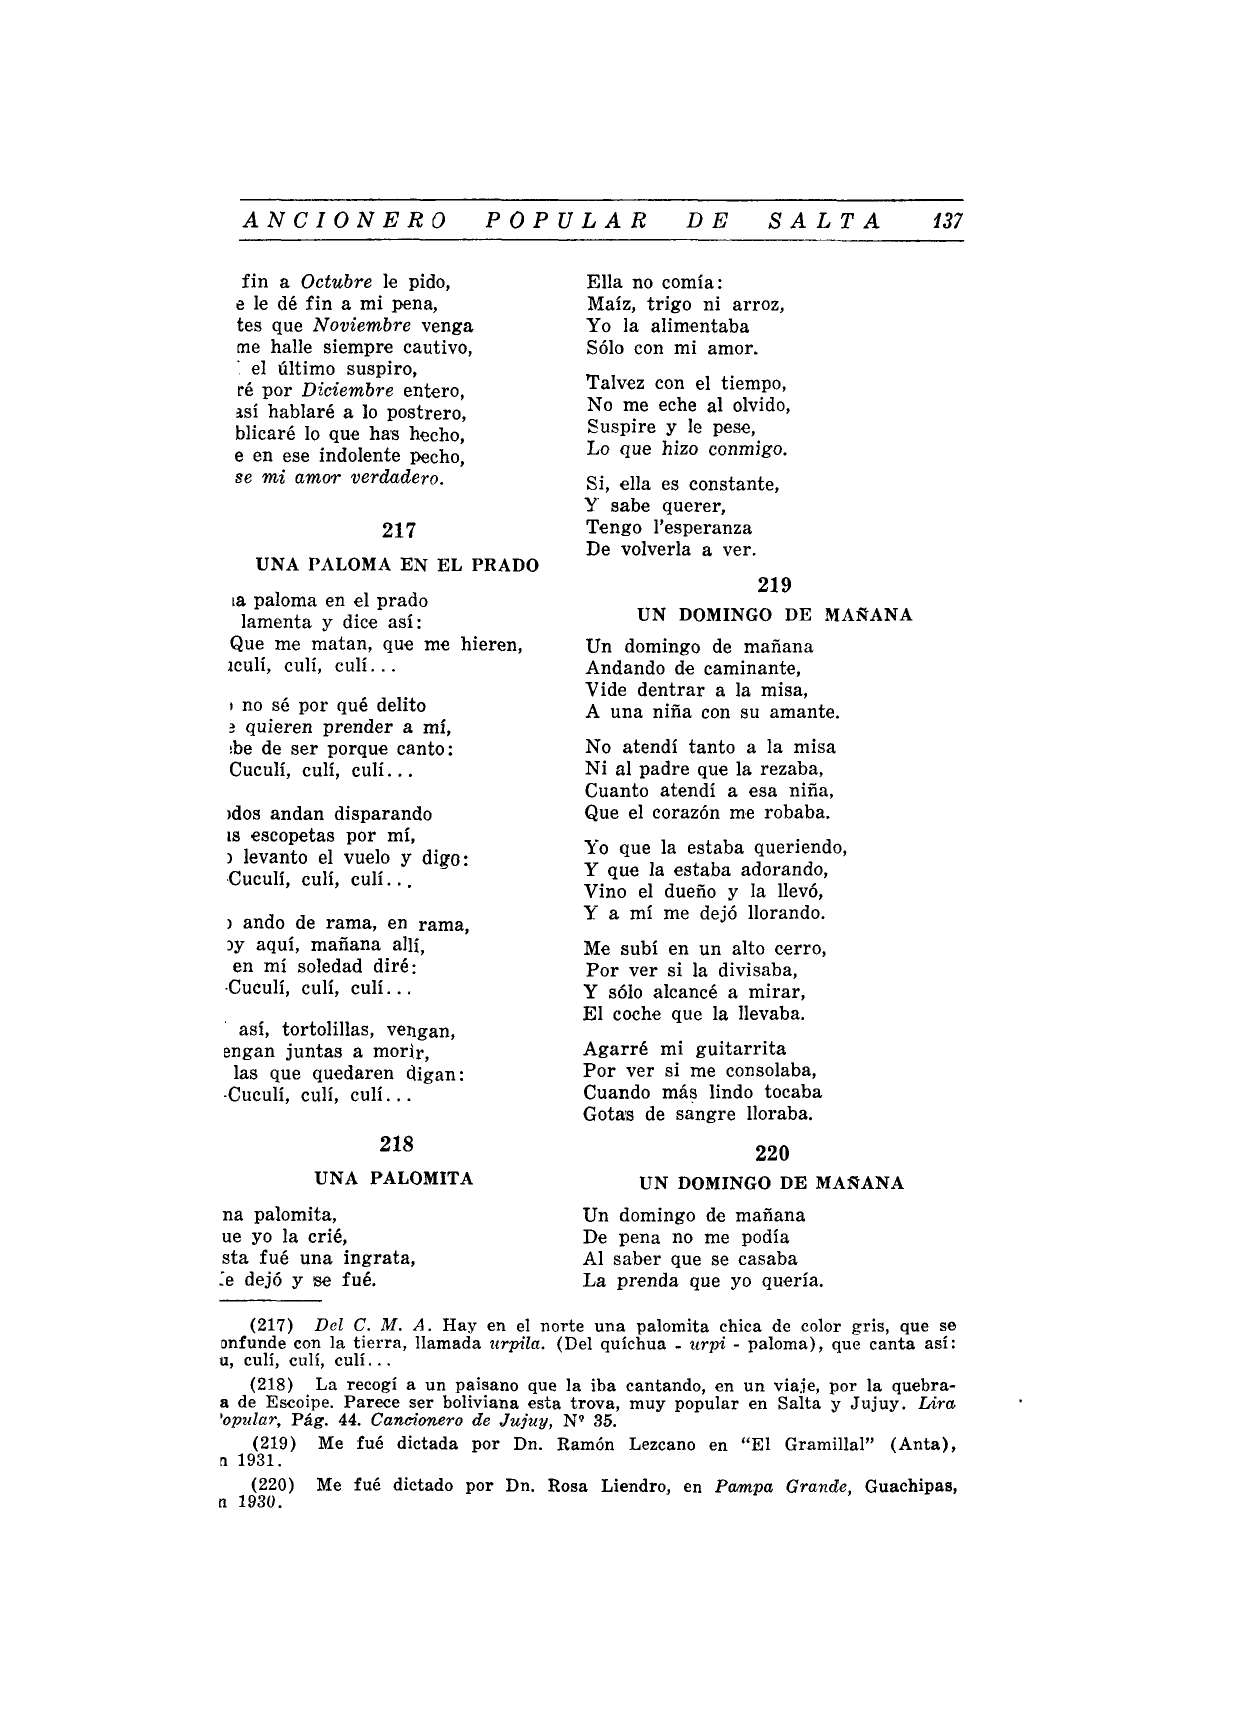 ANCIONERO POPULAR DE SALTA 137
fin a Octubre le pido,
e le dé fin a mi pena,
tes que Noviembre venga
me halle siempre cautivo,
el último suspiro,
ré por Diciembre entero,
así hablaré a lo postrero,
blicaré lo que has hecho,
e en ese indolente pecho,
se mi amor verdadero.
217
UNA PALOMA EN EL PRADO
a paloma en el prado
lamenta y dice así:
Que me matan, que me hieren,
culí, culí, culí...
no sé por qué delito
e quieren prender a mí,
be de ser porque canto:
Cuculí, culí, culí...
dos andan disparando
as escopetas por mí,
o levanto el vuelo y digo:
-Cuculí, culí, culí...
o ando de rama, en rama,
oy aquí, mañana allí,
en mí soledad diré:
-Cuculí, culí, culí...
así, tortolillas, vengan,
engan juntas a morir,
las que quedaren digan:
-Cuculí, culí, culí...
218
UNA PALOMITA
na palomita,
ue yo la crié,
sta fué una ingrata,
e dejó y se fué.
Ella no comía:
Maíz, trigo ni arroz,
Yo la alimentaba
Sólo con mi amor.
Talvez con el tiempo,
No me eche al olvido,
Suspire y le pese,
Lo que hizo conmigo.
Si, ella es constante,
Y sabe querer,
Tengo l'esperanza
De volverla a ver.
219
UN DOMINGO DE MAÑANA
Un domingo de mañana
Andando de caminante,
Vide dentrar a la misa,
A una niña con su amante.
No atendí tanto a la misa
Ni al padre que la rezaba,
Cuanto atendí a esa niña,
Que el corazón me robaba.
Yo que la estaba queriendo,
Y que la estaba adorando,
Vino el dueño y la llevó,
Y a mí me dejó llorando.
Me subí en un alto cerro,
Por ver si la divisaba,
Y sólo alcancé a mirar,
El coche que la llevaba.
Agarré mi guitarrita
Por ver si me consolaba,
Cuando más lindo tocaba
Gotas de sangre lloraba.
220
UN DOMINGO DE MAÑANA
Un domingo de mañana
De pena no me podía
Al saber que se casaba
La prenda que yo quería.
(217) Del C. M. A. Hay en el norte una palomita chica de color gris, que se
onfunde con la tierra, llamada urpila. (Del quíchua - urpi - paloma), que canta así:
u, culí, culí, culí...
(218) La recogí a un paisano que la iba cantando, en un viaje, por la quebra-
a de Escoipe. Parece ser boliviana esta trova, muy popular en Salta y Jujuy. Lira
opular, Pág. 44. Cancionero de Jujuy, Nº 35.
(219) Me fué dictada por Dn. Ramón Lezcano en “El Gramillal” (Anta),
n 1931.
(220) Me fué dictado por Dn. Rosa Liendro, en Pampa Grande, Guachipas,
n 1930.